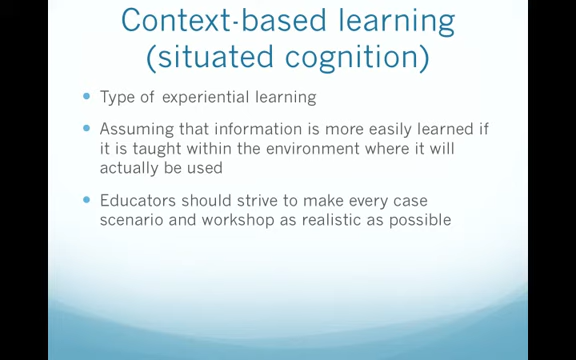 Context-based learning
(situated cognition)
Type of experiential learning
Assuming that information is more easily learned if
it is taught within the environment where it will
actually be used
Educators should strive to make every case
scenario and workshop as realistic as possible